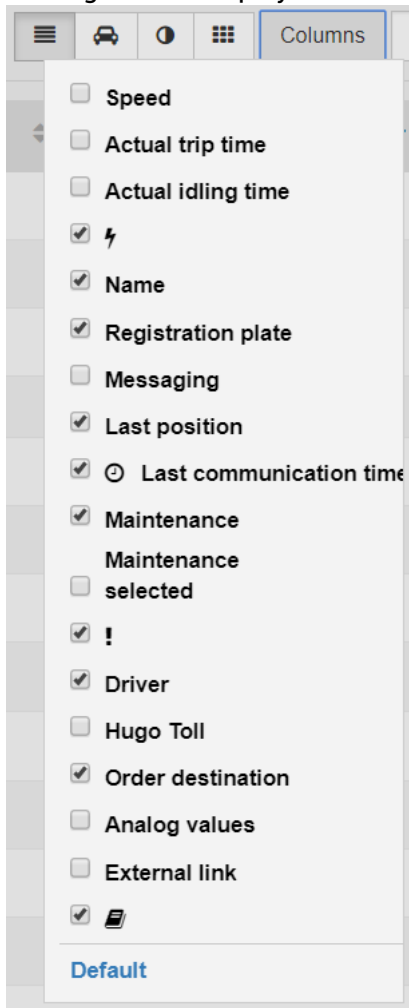 Columns
Speed
Actual trip time
Actual idling time
Name
Registration plate
Messaging
Last position
Last communication time
Maintenance
Maintenance
selected
!
Driver
Hugo Toll
Order destination
Analog values
External link
Default